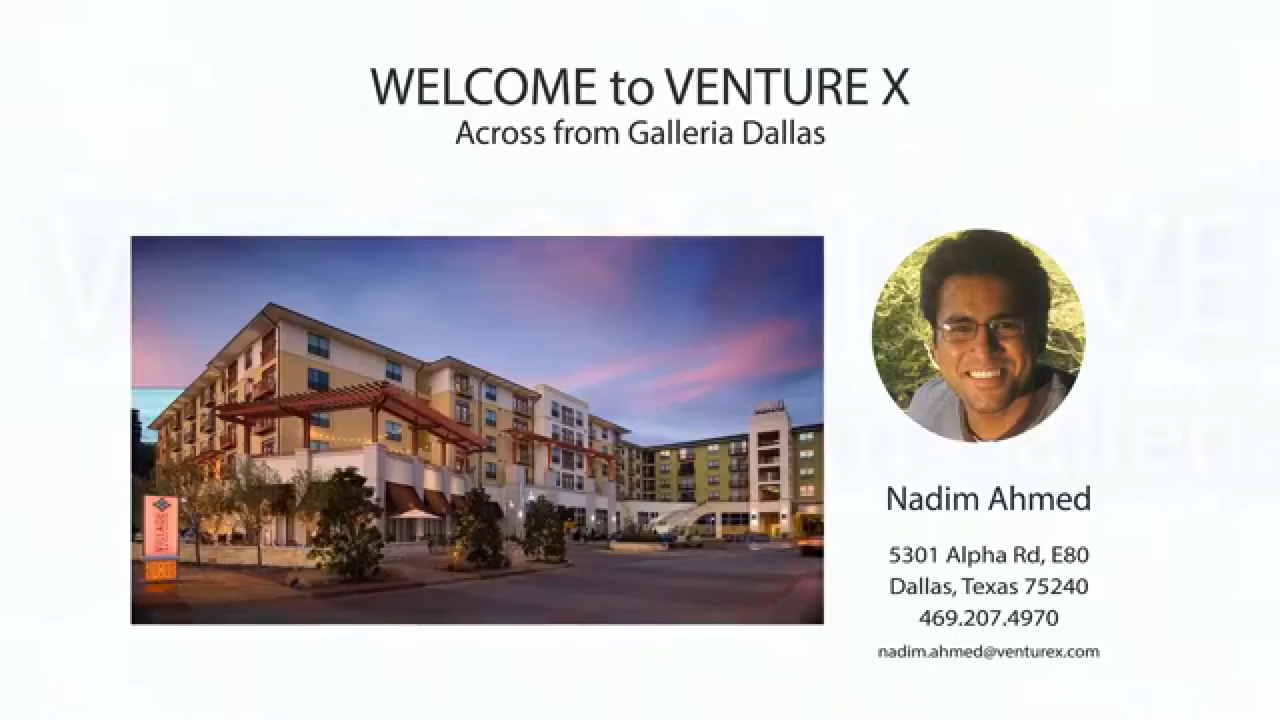 WELCOME to VENTURE X
Across from Galleria Dallas
VILLAGE
Nadim Ahmed
5301 Alpha Rd, E80
Dallas, Texas 75240
469.207.4970
nadim.ahmed@venturex.com